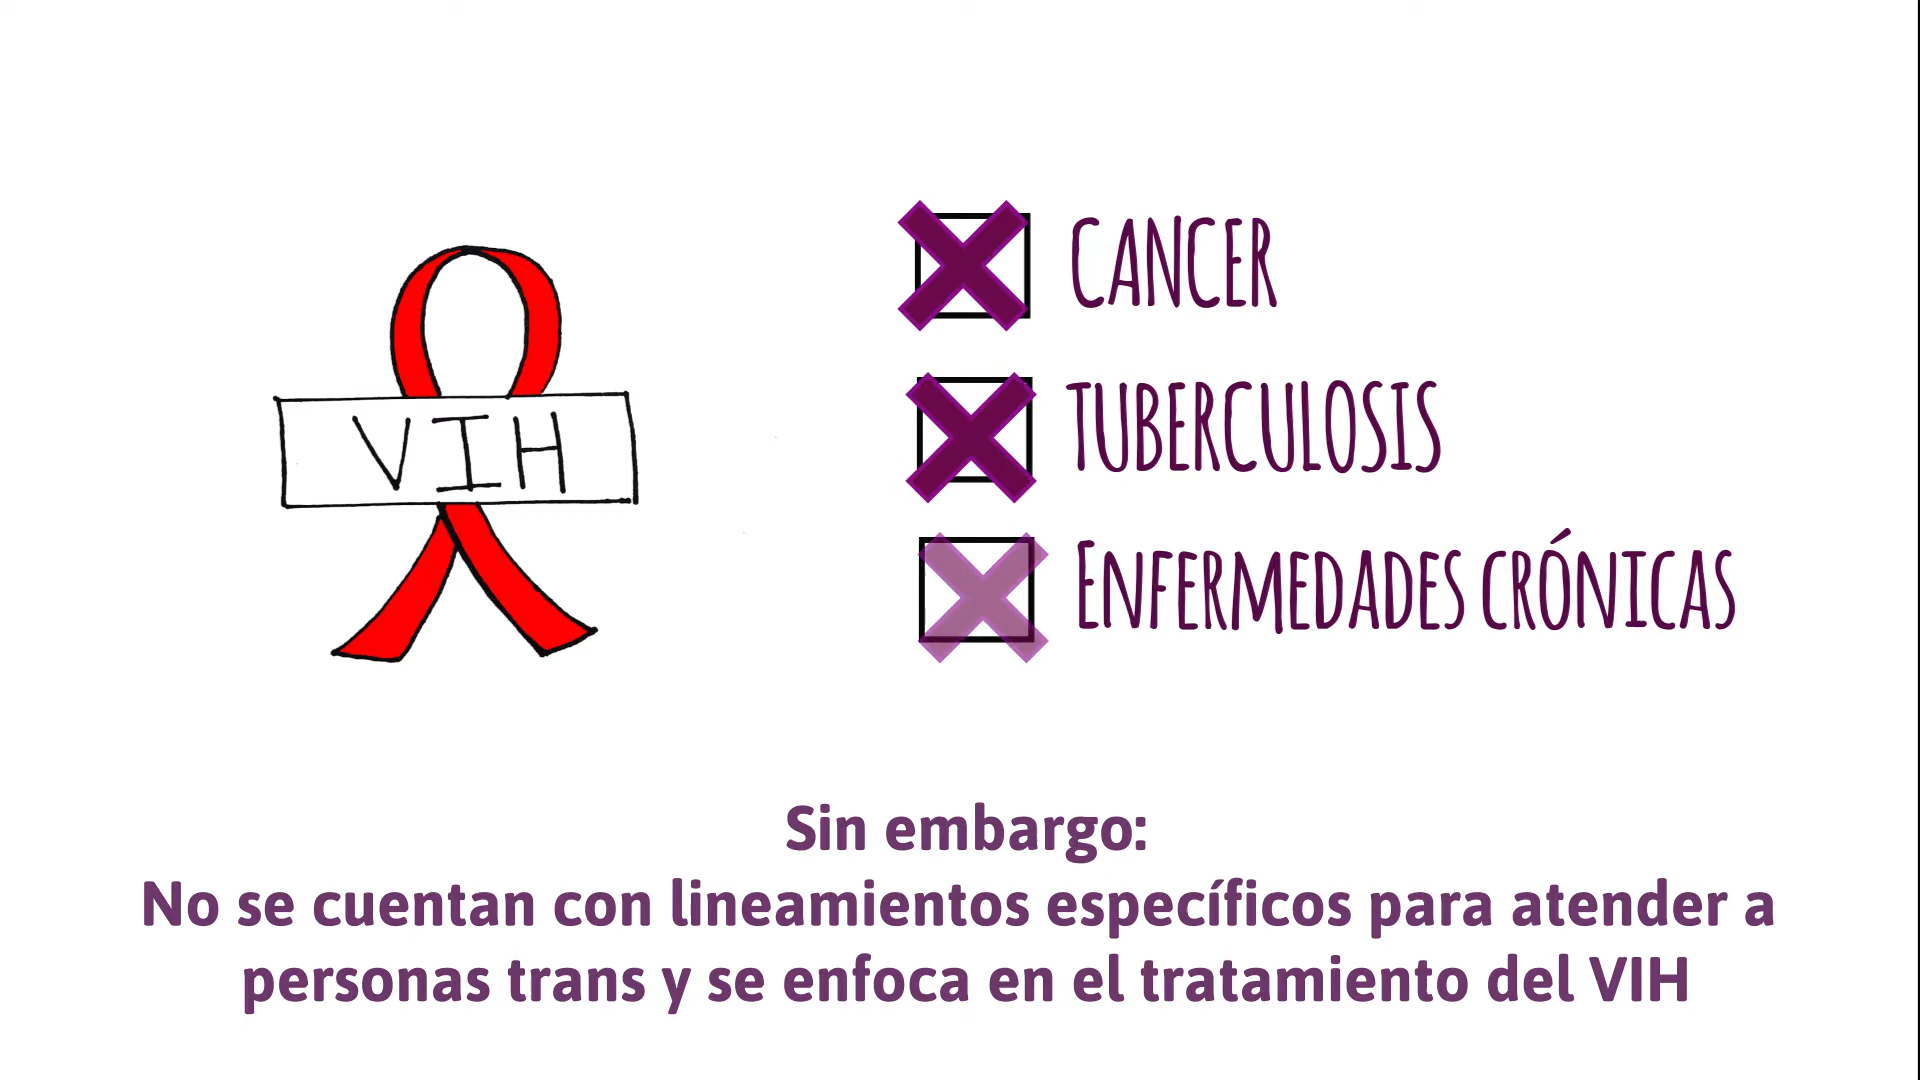 VIH
CANCER
TUBERCULOSIS
ENFERMEDADES CRÓNICAS
Sin embargo:
No se cuentan con lineamientos específicos para atender a
personas trans y se enfoca en el tratamiento del VIH